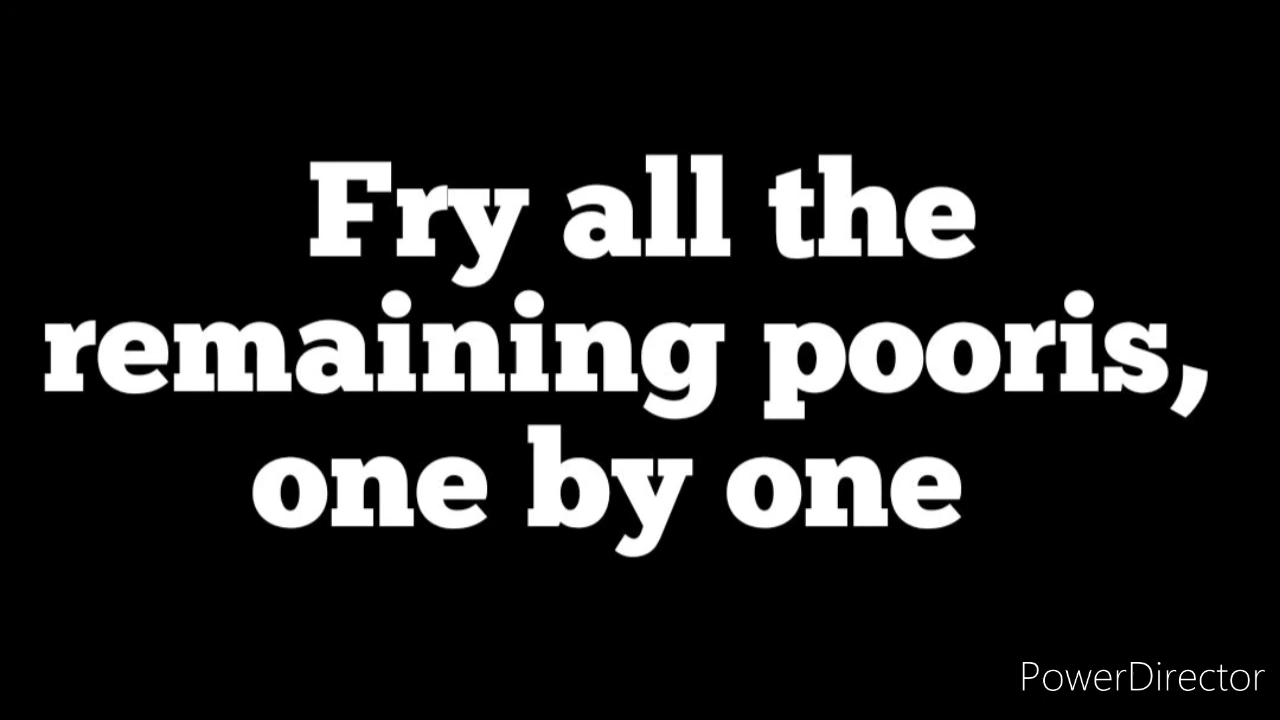 Fry all the
remaining pooris,
one by one
PowerDirector